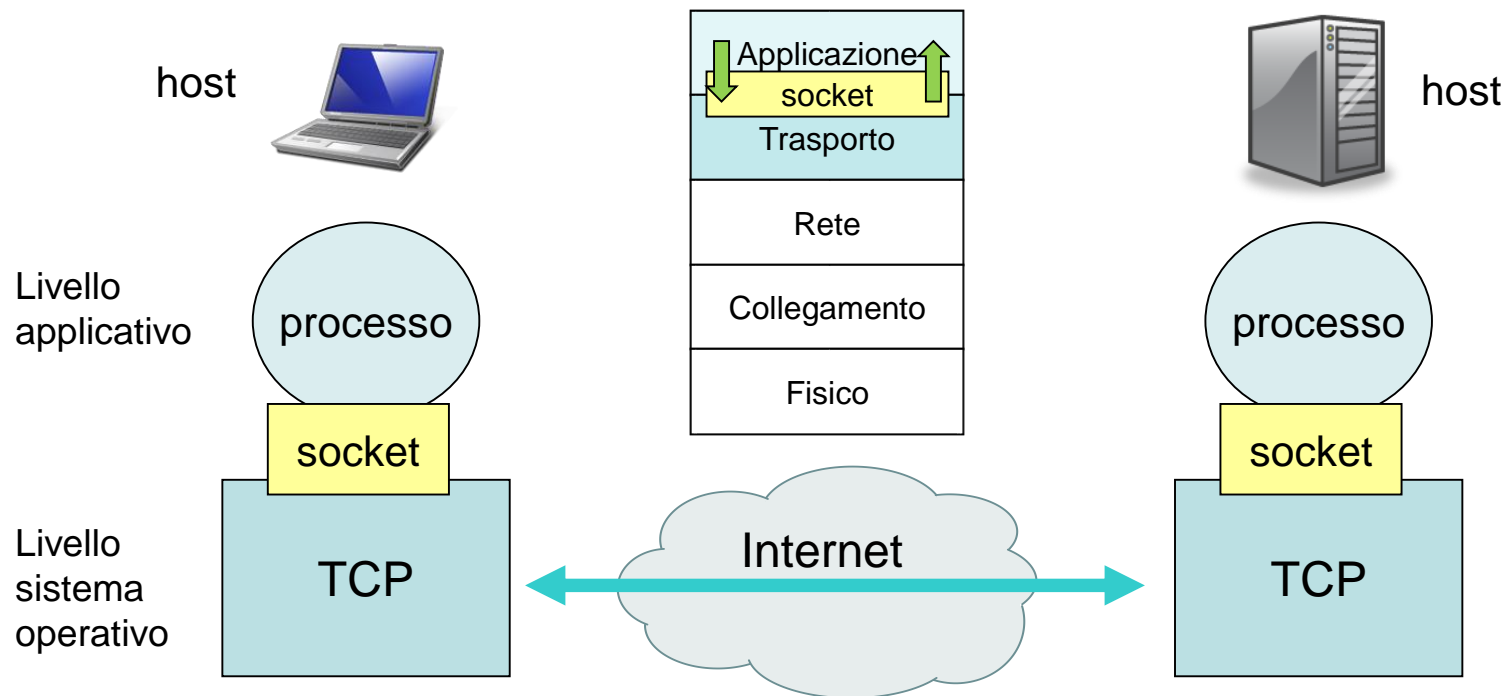 host
Applicazione
socket
Trasporto
Rete
Collegamento
Fisico
host
Livello
applicativo
processo
socket
Livello
sistema
operativo
TCP
Internet
processo
socket
TCP